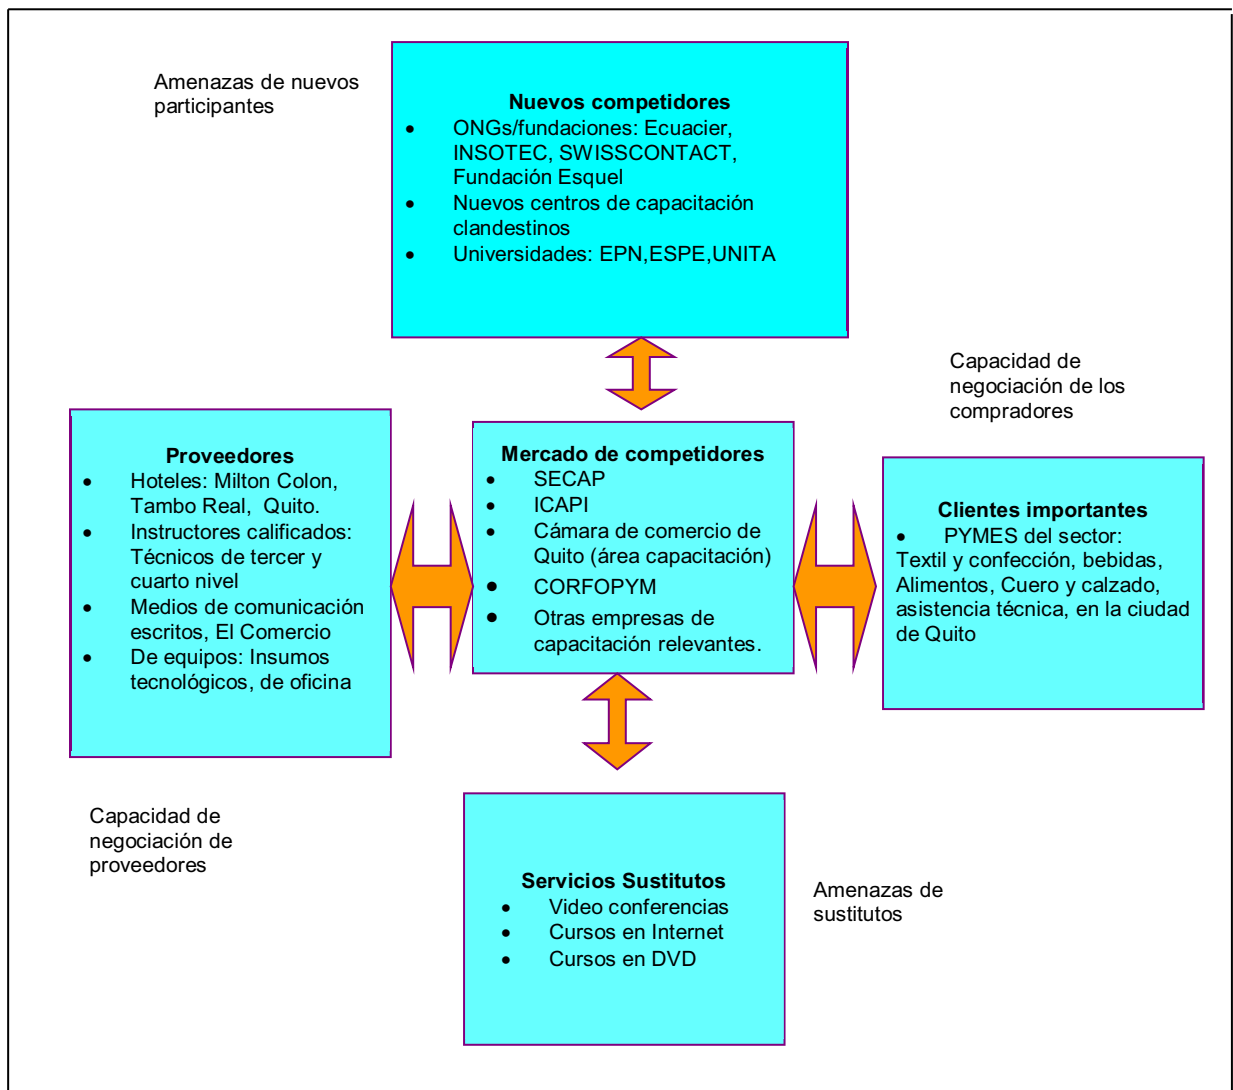 Amenazas de nuevos
participantes
Nuevos competidores
• ONGs/fundaciones: Ecuacier,
INSOTEC, SWISSCONTACT,
Fundación Esquel
• Nuevos centros de capacitación
clandestinos
• Universidades: EPN,ESPE,UNITA
Capacidad de
negociación de los
compradores
Proveedores
• Hoteles: Milton Colon,
Tambo Real, Quito.
• Instructores calificados:
Técnicos de tercer y
cuarto nivel
• Medios de comunicación
escritos, El Comercio
• De equipos: Insumos
tecnológicos, de oficina
Mercado de competidores
• SECAP
• ICAPI
• Cámara de comercio de
Quito (área capacitación)
• CORFOPYM
• Otras empresas de
capacitación relevantes.
Clientes importantes
• PYMES del sector:
Textil y confección, bebidas,
Alimentos, Cuero y calzado,
asistencia técnica, en la ciudad
de Quito
Capacidad de
negociación de
proveedores
Servicios Sustitutos
• Video conferencias
• Cursos en Internet
• Cursos en DVD
Amenazas de
sustitutos